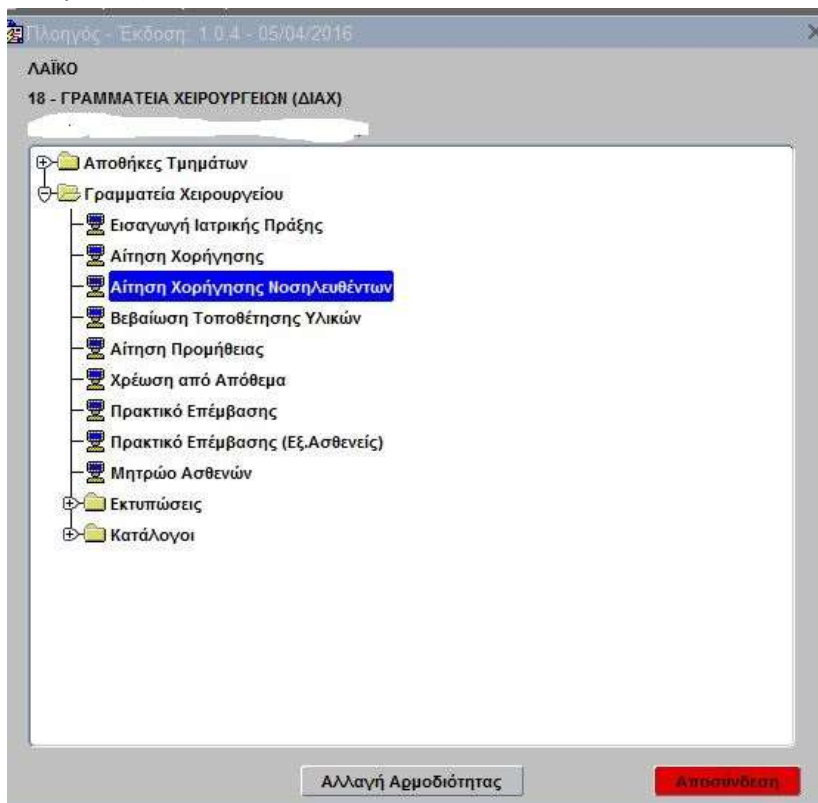 Πλοηγός - Έκδοση: 1.0.4 - 05/04/2016
ΛΑΪΚΟ
18 - ΓΡΑΜΜΑΤΕΙΑ ΧΕΙΡΟΥΡΓΕΙΩΝ (ΔΙΑΧ)
Αποθήκες Τμημάτων
Γραμματεία Χειρουργείου
Εισαγωγή Ιατρικής Πράξης
Αίτηση Χορήγησης
Αίτηση Χορήγησης Νοσηλευθέντων
Βεβαίωση Τοποθέτησης Υλικών
Αίτηση Προμήθειας
Χρέωση από Απόθεμα
Πρακτικό Επέμβασης
Πρακτικό Επέμβασης (Εξ.Ασθενείς)
Μητρώο Ασθενών
Εκτυπώσεις
Κατάλογοι
Αλλαγή Αρμοδιότητας
Αποσύνδεση